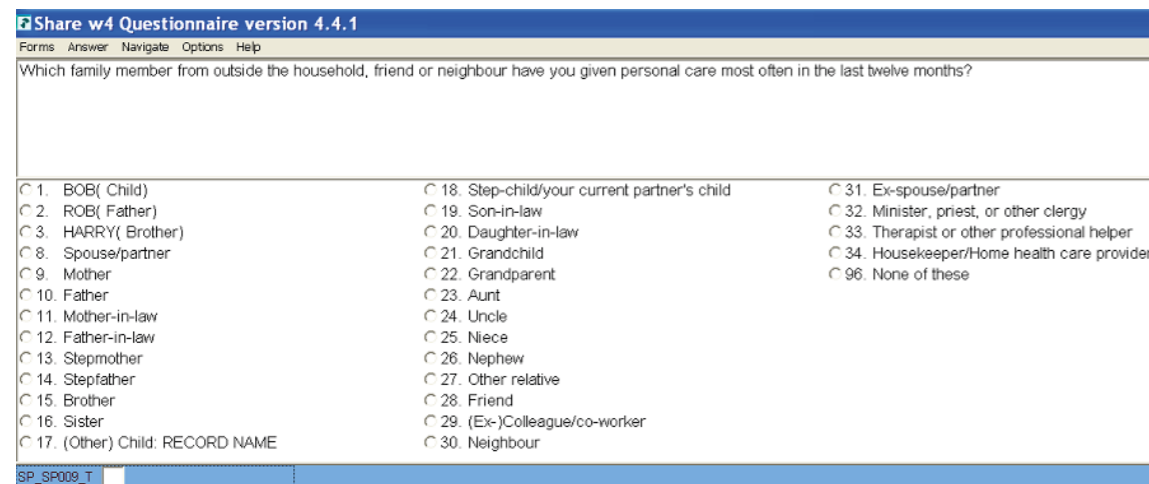 Share w4 Questionnaire version 4.4.1
Forms Answer Navigate Options Help
Which family member from outside the household, friend or neighbour have you given personal care most often in the last twelve months?
1. BOB( Child)
2. ROB( Father)
3. HARRY( Brother)
8. Spouse/partner
9. Mother
10. Father
11. Mother-in-law
12. Father-in-law
13. Stepmother
14. Stepfather
15. Brother
16. Sister
17. (Other) Child: RECORD NAME
18. Step-child/your current partner's child
19. Son-in-law
20. Daughter-in-law
21. Grandchild
22. Grandparent
23. Aunt
24. Uncle
25. Niece
26. Nephew
27. Other relative
28. Friend
29. (Ex-)Colleague/co-worker
30. Neighbour
31. Ex-spouse/partner
32. Minister, priest, or other clergy
33. Therapist or other professional helper
34. Housekeeper/Home health care provider
96. None of these
SP_SP009_T